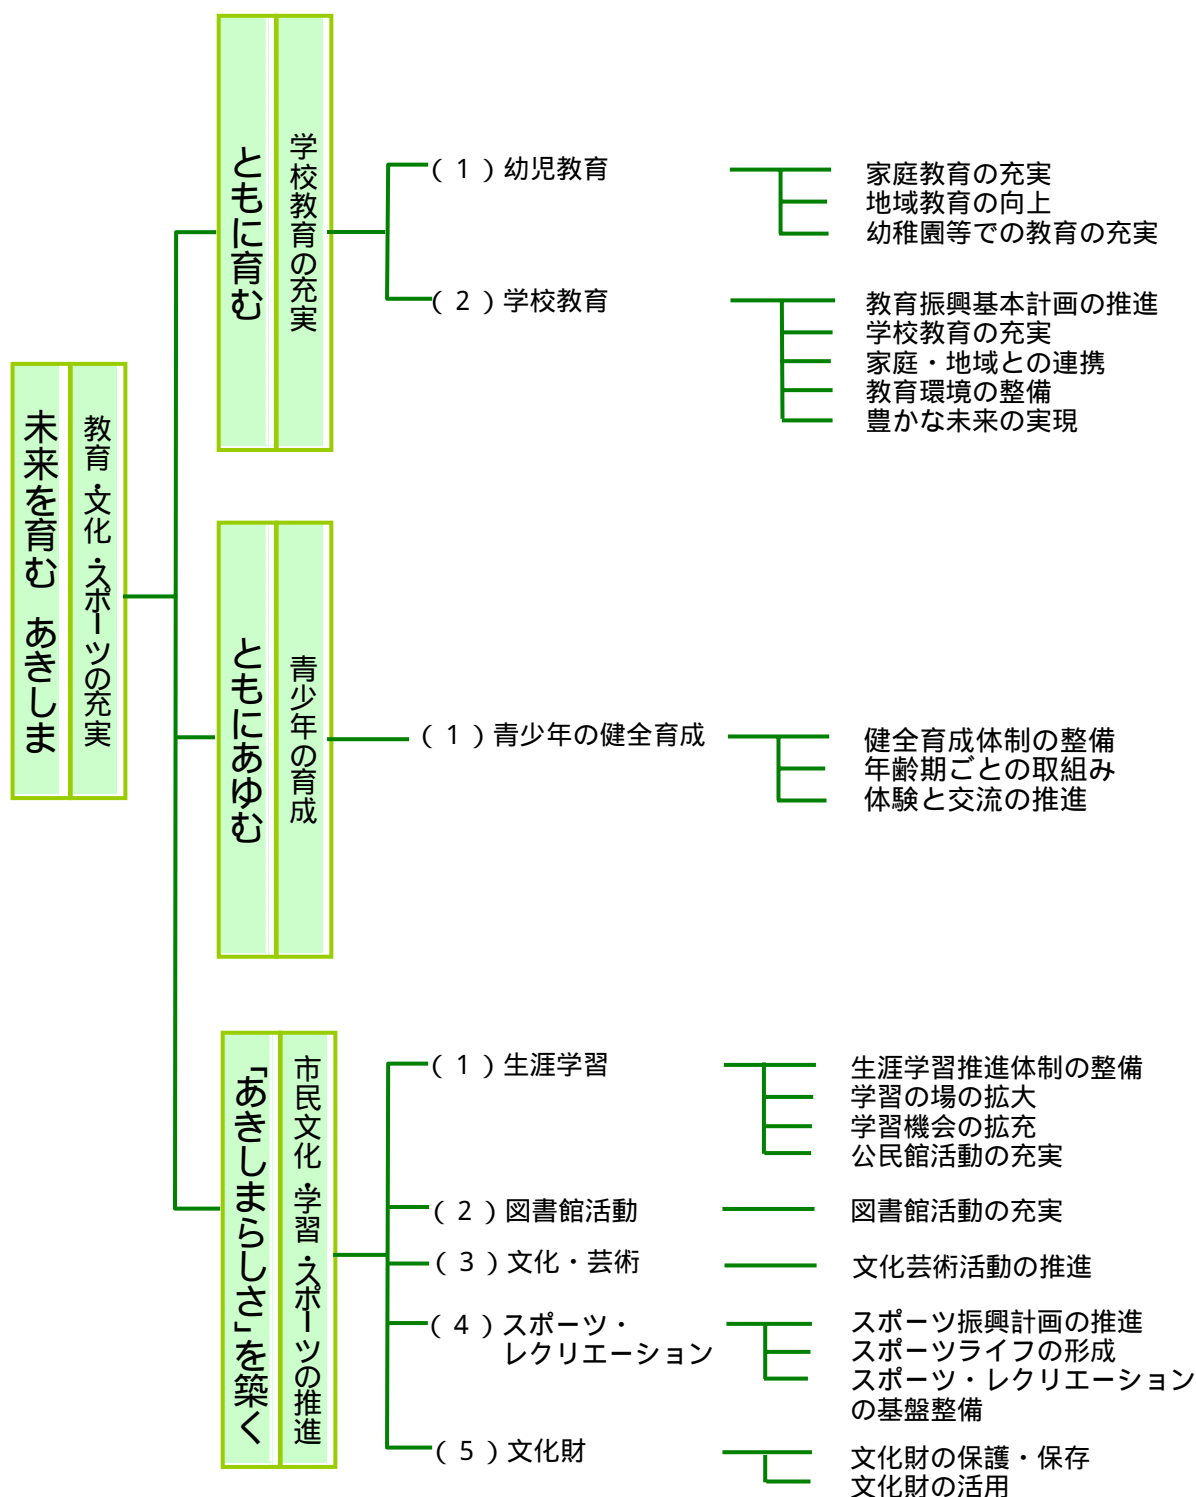 未来を育む　あきしま
教育・文化・スポーツの充実
ともに育む
学校教育の充実
(１)幼児教育
家庭教育の充実
地域教育の向上
幼稚園等での教育の充実
(２)学校教育
教育振興基本計画の推進
学校教育の充実
家庭・地域との連携
教育環境の整備
豊かな未来の実現
ともにあゆむ
青少年の育成
(１)青少年の健全育成
健全育成体制の整備
年齢期ごとの取組み
体験と交流の推進
「あきしまらしさ」を築く
市民文化・学習・スポーツの推進
(１)生涯学習
生涯学習推進体制の整備
学習の場の拡大
学習機会の拡充
公民館活動の充実
(２)図書館活動
図書館活動の充実
(３)文化・芸術
文化芸術活動の推進
(４)スポーツ・
レクリエーション
スポーツ振興計画の推進
スポーツライフの形成
スポーツ・レクリエーション
の基盤整備
(５)文化財
文化財の保護・保存
文化財の活用